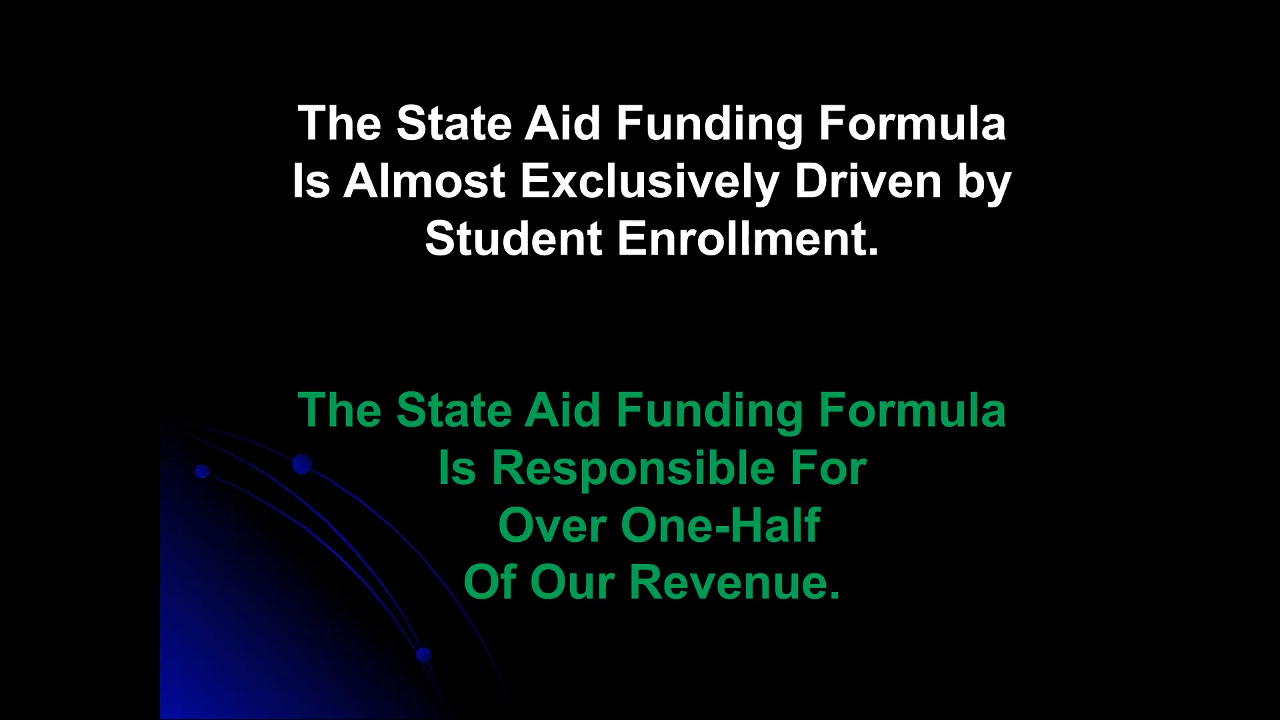 The State Aid Funding Formula
Is Almost Exclusively Driven by
Student Enrollment.
The State Aid Funding Formula
Is Responsible For
Over One-Half
Of Our Revenue.